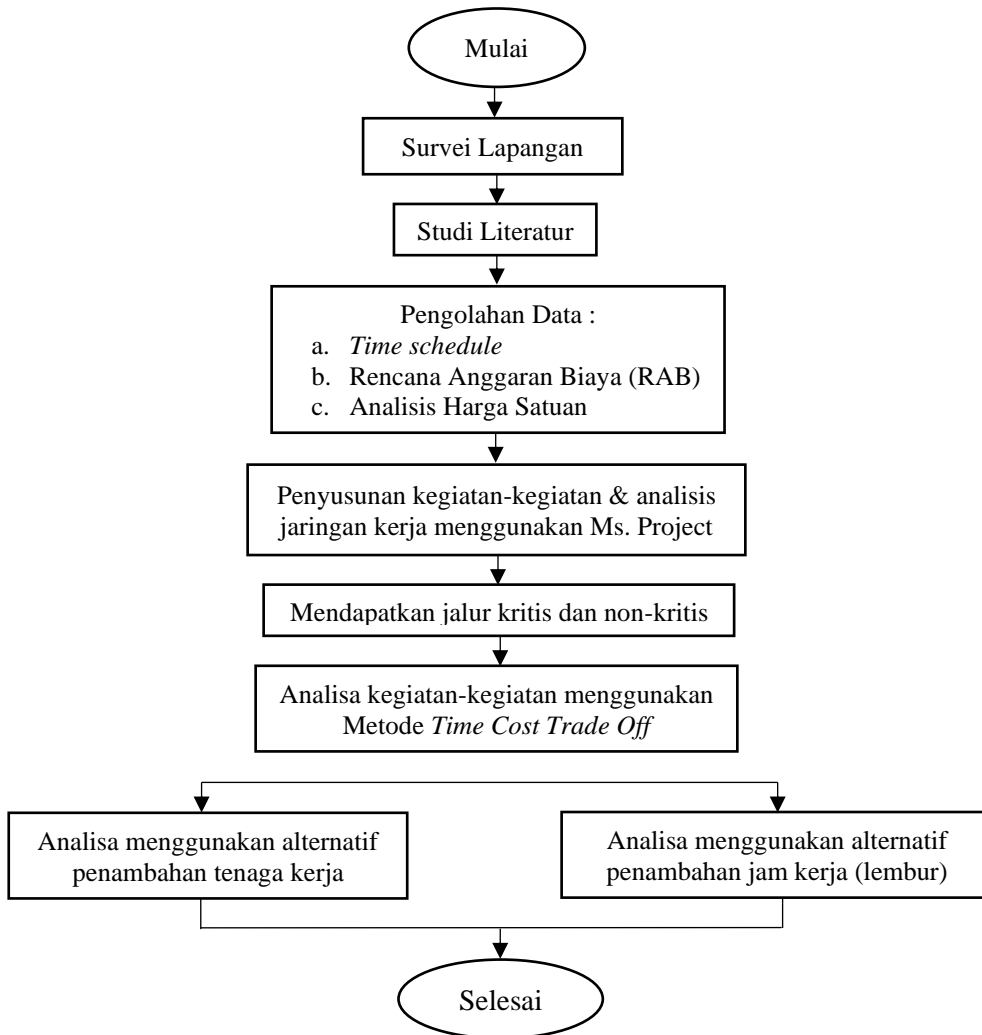 Mulai
Survei Lapangan
Studi Literatur
Pengolahan Data :
a. Time schedule
b. Rencana Anggaran Biaya (RAB)
c. Analisis Harga Satuan
Penyusunan kegiatan-kegiatan & analisis
jaringan kerja menggunakan Ms. Project
Mendapatkan jalur kritis dan non-kritis
Analisa kegiatan-kegiatan menggunakan
Metode Time Cost Trade Off
Analisa menggunakan alternatif
penambahan tenaga kerja
Analisa menggunakan alternatif
penambahan jam kerja (lembur)
Selesai